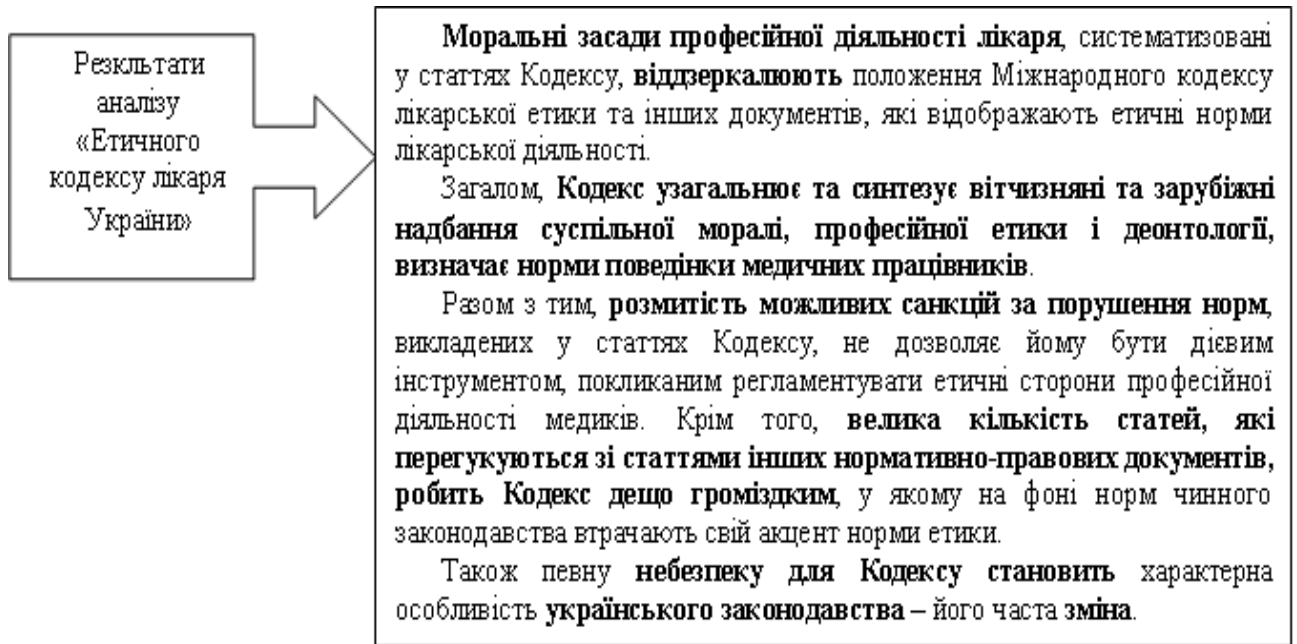 Резкльтати
аналізу
«Етичного
кодексу лікаря
України»
Моральні засади професійної діяльності лікаря, систематизовані
у статтях Кодексу, віддзеркалюють положення Міжнародного кодексу
лікарської етики та інших документів, які відображають етичні норми
лікарської діяльності.
Загалом, Кодекс узагальнює та синтезує вітчизняні та зарубіжні
надбання суспільної моралі, професійної етики і деонтології,
визначає норми поведінки медичних працівників.
Разом з тим, розмитість можливих санкцій за порушення норм,
викладених у статтях Кодексу, не дозволяє йому бути дієвим
інструментом, покликаним регламентувати етичні сторони професійної
діяльності медиків. Крім того, велика кількість статей, які
перегукуються зі статтями інших нормативно-правових документів,
робить Кодекс дещо громіздким, у якому на фоні норм чинного
законодавства втрачають свій акцент норми етики.
Також певну небезпеку для Кодексу становить характерна
особливість українського законодавства – його часта зміна.